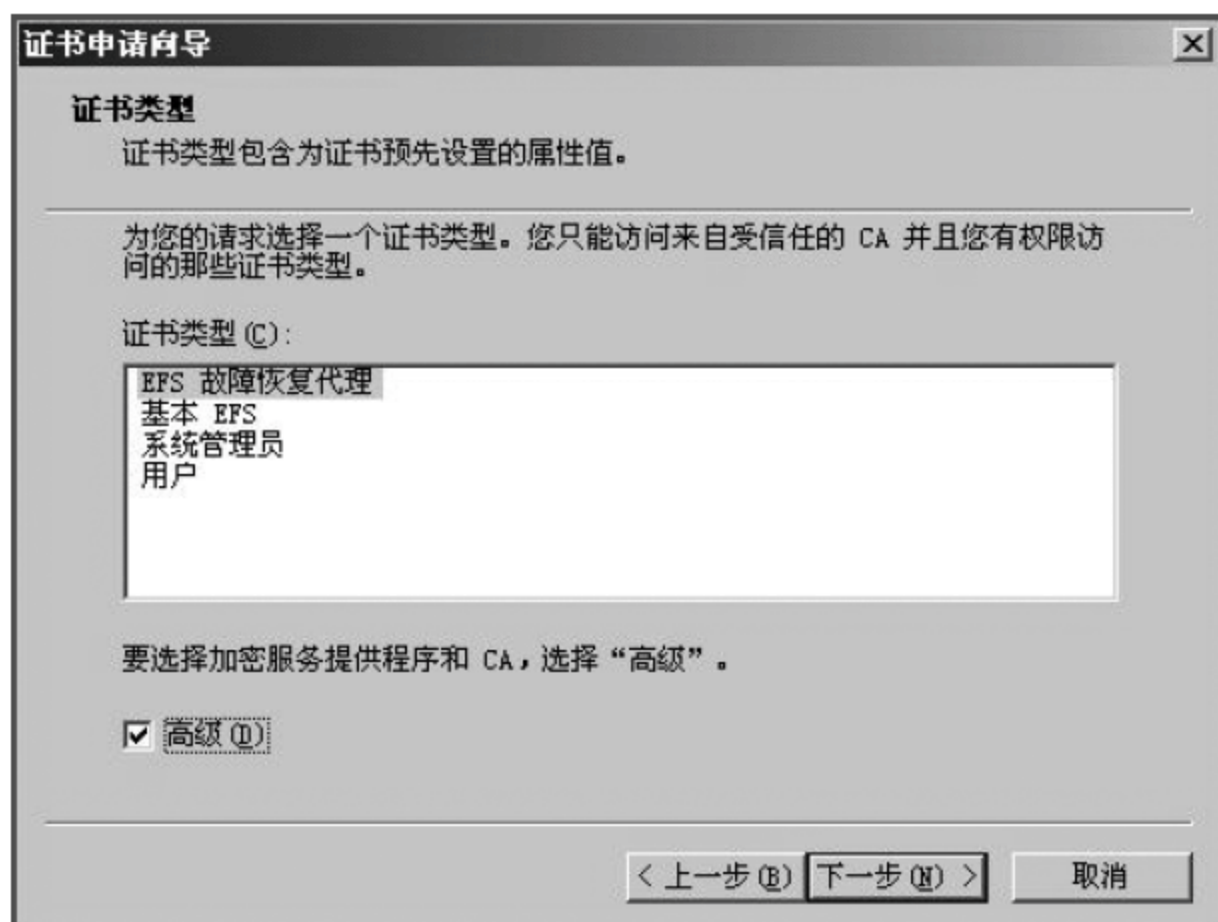 证书申请向导
证书类型
证书类型包含为证书预先设置的属性值。
为您的请求选择一个证书类型。您只能访问来自受信任的 CA 并且您有权限访
问的那些证书类型。
证书类型(C):
EFS 故障恢复代理
基本 EFS
系统管理员
用户
要选择加密服务提供程序和 CA，选择“高级”。
高级(D)
< 上一步(B) 下一步(N) > 取消